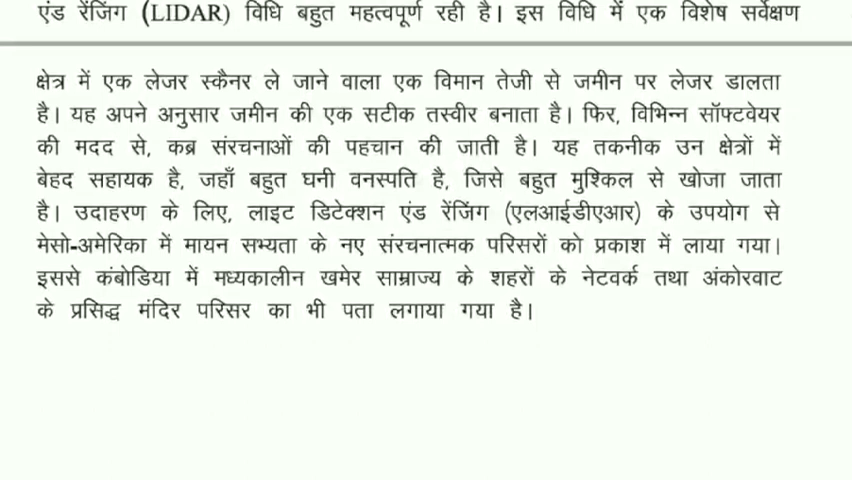 एंड रेंजिंग (LIDAR) विधि बहुत महत्वपूर्ण रही है। इस विधि में एक विशेष सर्वेक्षण
क्षेत्र में एक लेजर स्कैनर ले जाने वाला एक विमान तेजी से जमीन पर लेजर डालता
है। यह अपने अनुसार जमीन की एक सटीक तस्वीर बनाता है। फिर, विभिन्न सॉफ्टवेयर
की मदद से, कब्र संरचनाओं की पहचान की जाती है। यह तकनीक उन क्षेत्रों में
बेहद सहायक है, जहाँ बहुत घनी वनस्पति है, जिसे बहुत मुश्किल से खोजा जाता
है। उदाहरण के लिए, लाइट डिटेक्शन एंड रेंजिंग (एलआईडीएआर) के उपयोग से
मेसो-अमेरिका में मायन सभ्यता के नए संरचनात्मक परिसरों को प्रकाश में लाया गया।
इससे कंबोडिया में मध्यकालीन खमेर साम्राज्य के शहरों के नेटवर्क तथा अंकोरवाट
के प्रसिद्ध मंदिर परिसर का भी पता लगाया गया है।